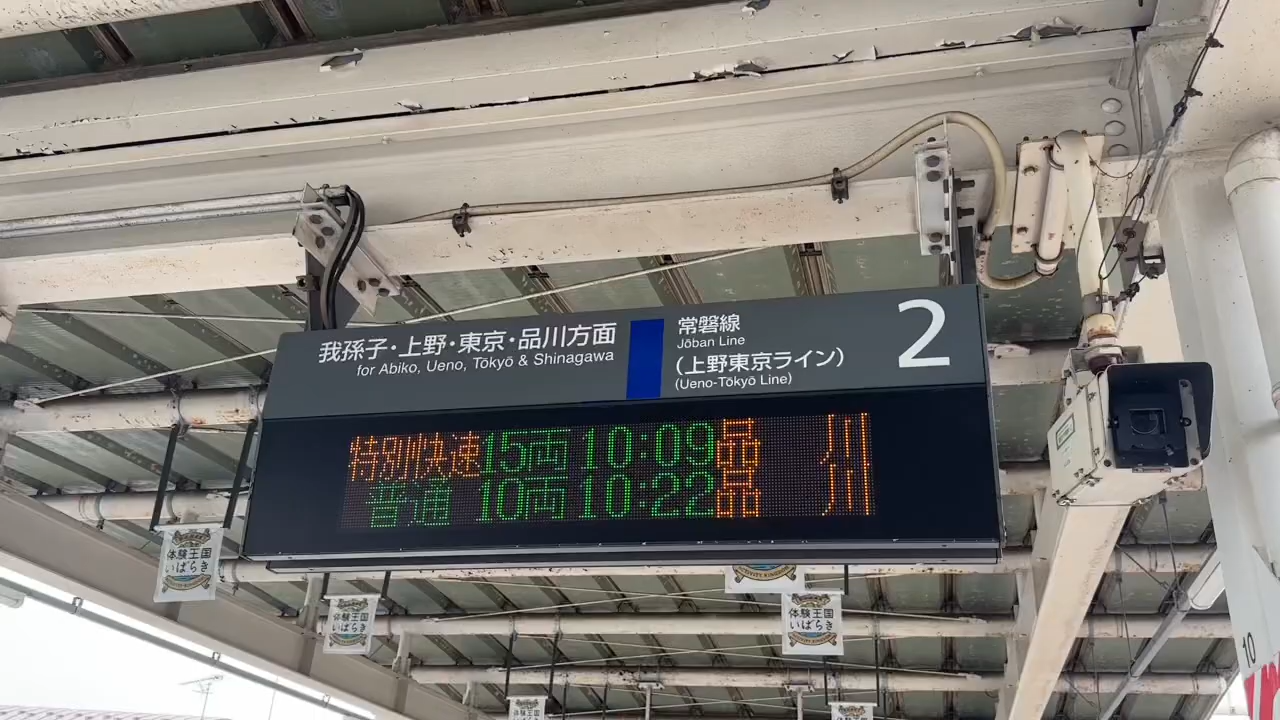 我孫子・上野・東京・品川方面
for Abiko, Ueno, Tōkyō & Shinagawa
常磐線
Jōban Line
(上野東京ライン)
(Ueno-Tōkyō Line)
2
特別快速 15両 10:09 品川
普通 10両 10:22 品川
体験王国
いばらき
体験王国
いばらき
体験王国
いばらき
10